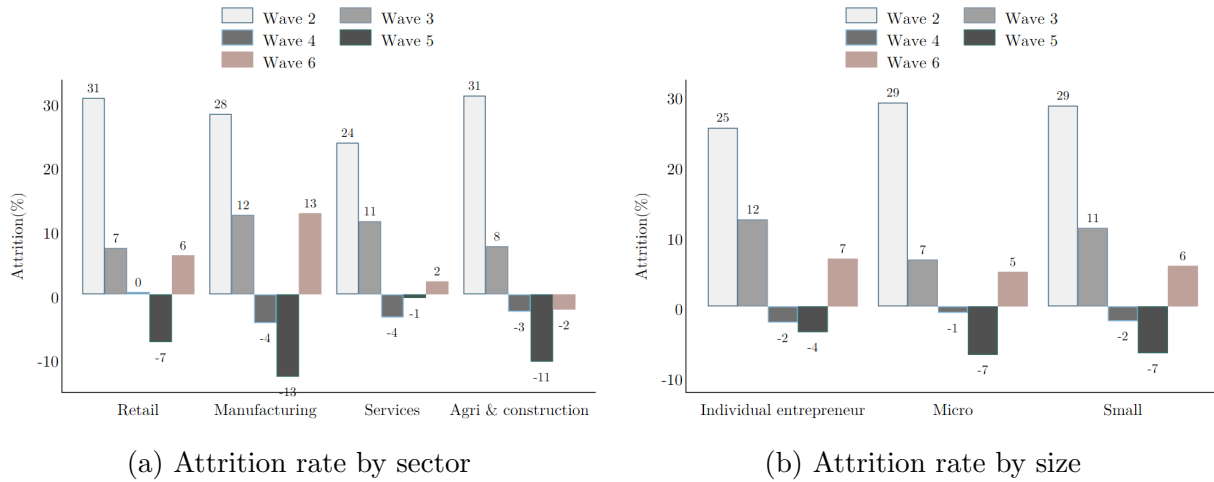 Wave 2 Wave 3
Wave 4 Wave 5
Wave 6
Attrition(%)
30
20
10
0
-10
31 7 0 -7 6
28 12 -4 -13 13
24 11 -4 -1 2
31 8 -3 -11 -2
Retail Manufacturing Services Agri & construction
(a) Attrition rate by sector
Wave 2 Wave 3
Wave 4 Wave 5
Wave 6
Attrition(%)
30
20
10
0
-10
25 12 -2 -4 7
29 7 -1 -7 5
29 11 -2 -7 6
Individual entrepreneur Micro Small
(b) Attrition rate by size